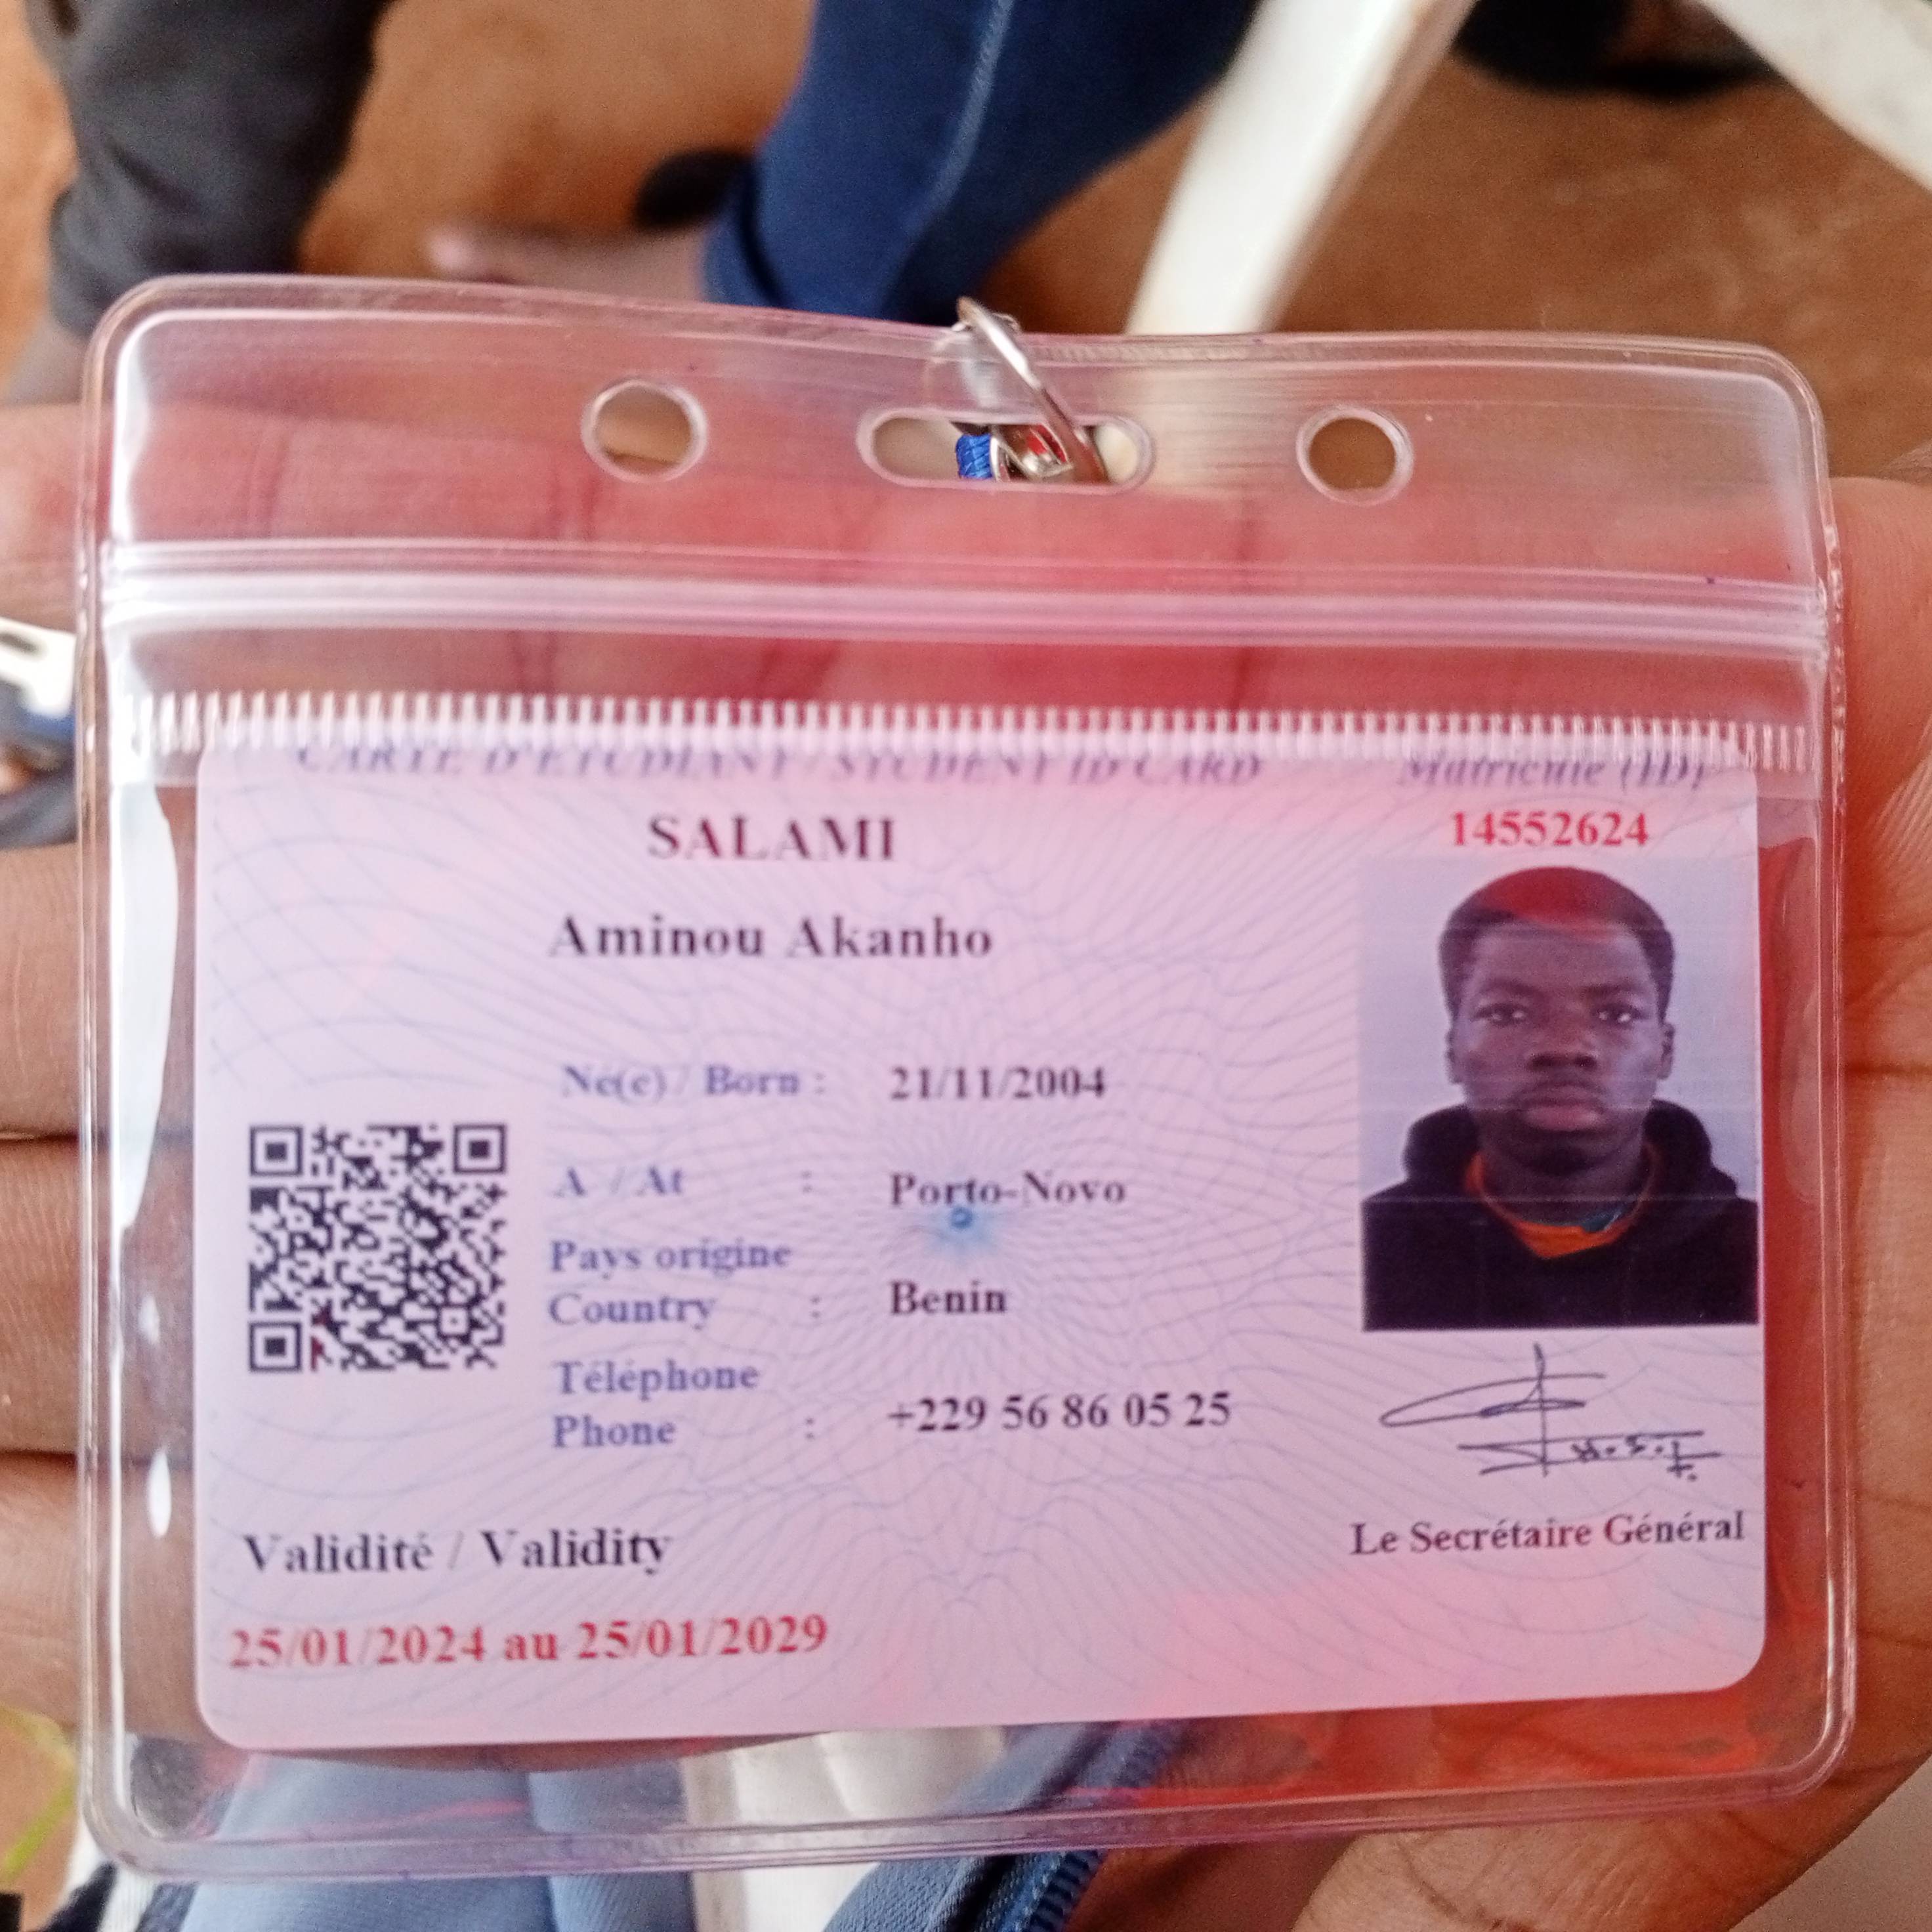 CARTE D'ETUDIANT / STUDENT ID CARD
Matricule (ID)
14552624
SALAMI
Aminou Akanho
Né(e) / Born : 21/11/2004
A / At : Porto-Novo
Pays origine
Country : Benin
Téléphone
Phone : +229 56 86 05 25
Validité / Validity
25/01/2024 au 25/01/2029
Le Secrétaire Général